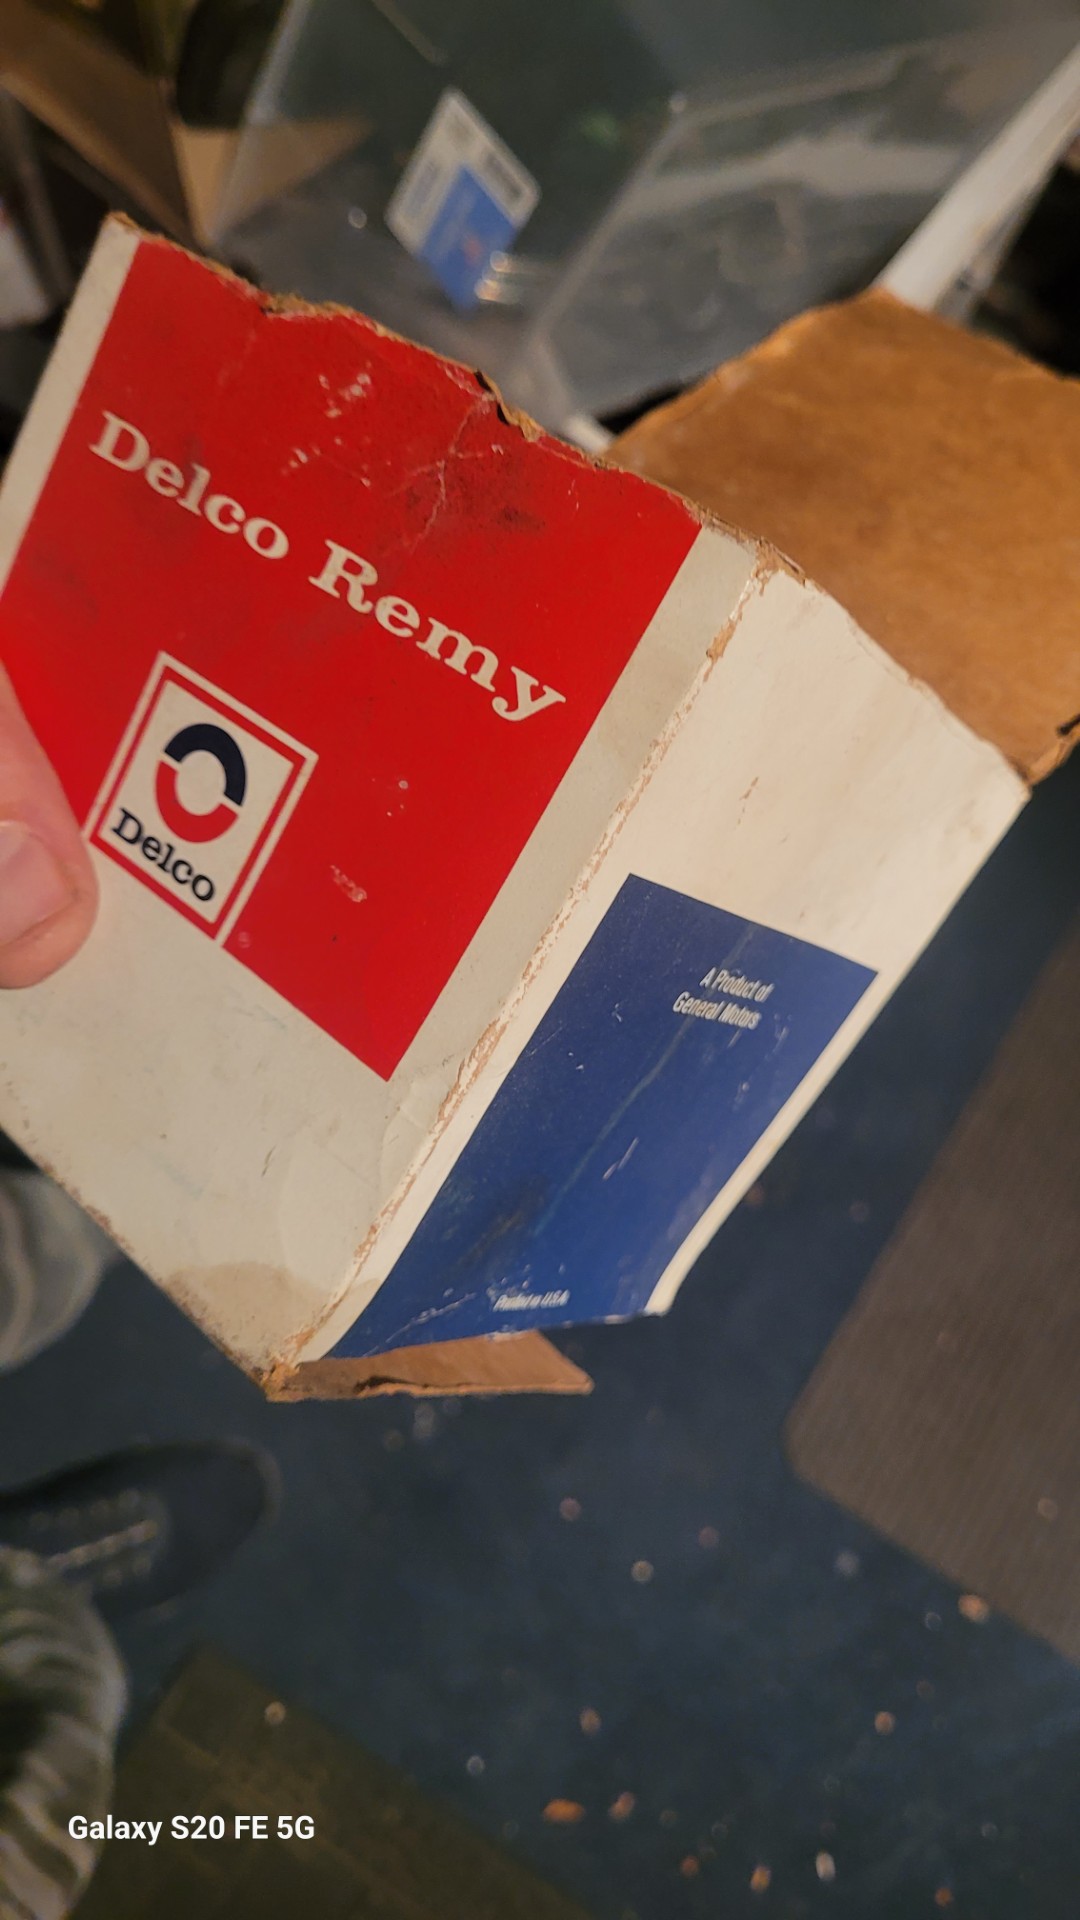 Delco Remy
Delco
A Product of
General Motors
Printed in U.S.A.
Galaxy S20 FE 5G